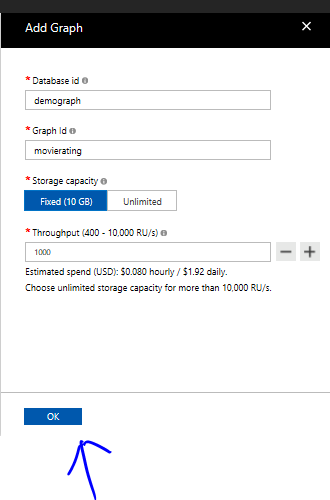 Add Graph
* Database id
demograph
* Graph Id
movierating
* Storage capacity
Fixed (10 GB) Unlimited
* Throughput (400 - 10,000 RU/s)
1000
Estimated spend (USD): $0.080 hourly / $1.92 daily.
Choose unlimited storage capacity for more than 10,000 RU/s.
OK